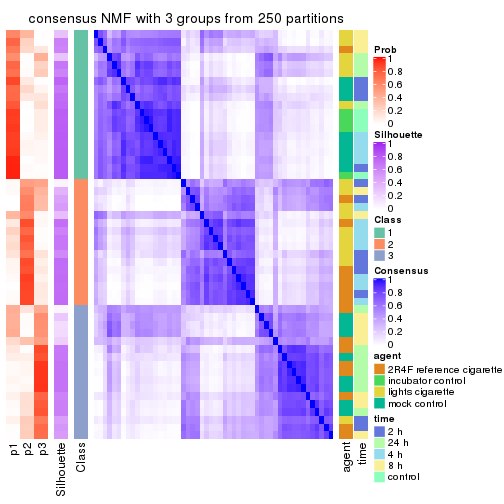 consensus NMF with 3 groups from 250 partitions
Prob
1
0.8
0.6
0.4
0.2
0
Silhouette
1
0.8
0.6
0.4
0.2
0
Class
1
2
3
Consensus
1
0.8
0.6
0.4
0.2
0
agent
2R4F reference cigarette
incubator control
lights cigarette
mock control
time
2 h
24 h
4 h
8 h
control
p1
p2
p3
Silhouette
Class
agent
time